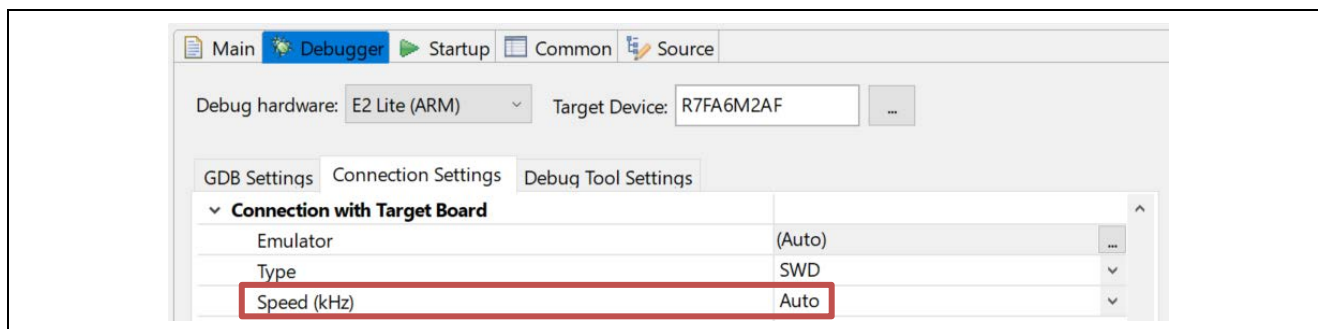 Main Debugger Startup Common Source
Debug hardware: E2 Lite (ARM) Target Device: R7FA6M2AF ...
GDB Settings Connection Settings Debug Tool Settings
Connection with Target Board
Emulator (Auto) ...
Type SWD
Speed (kHz) Auto